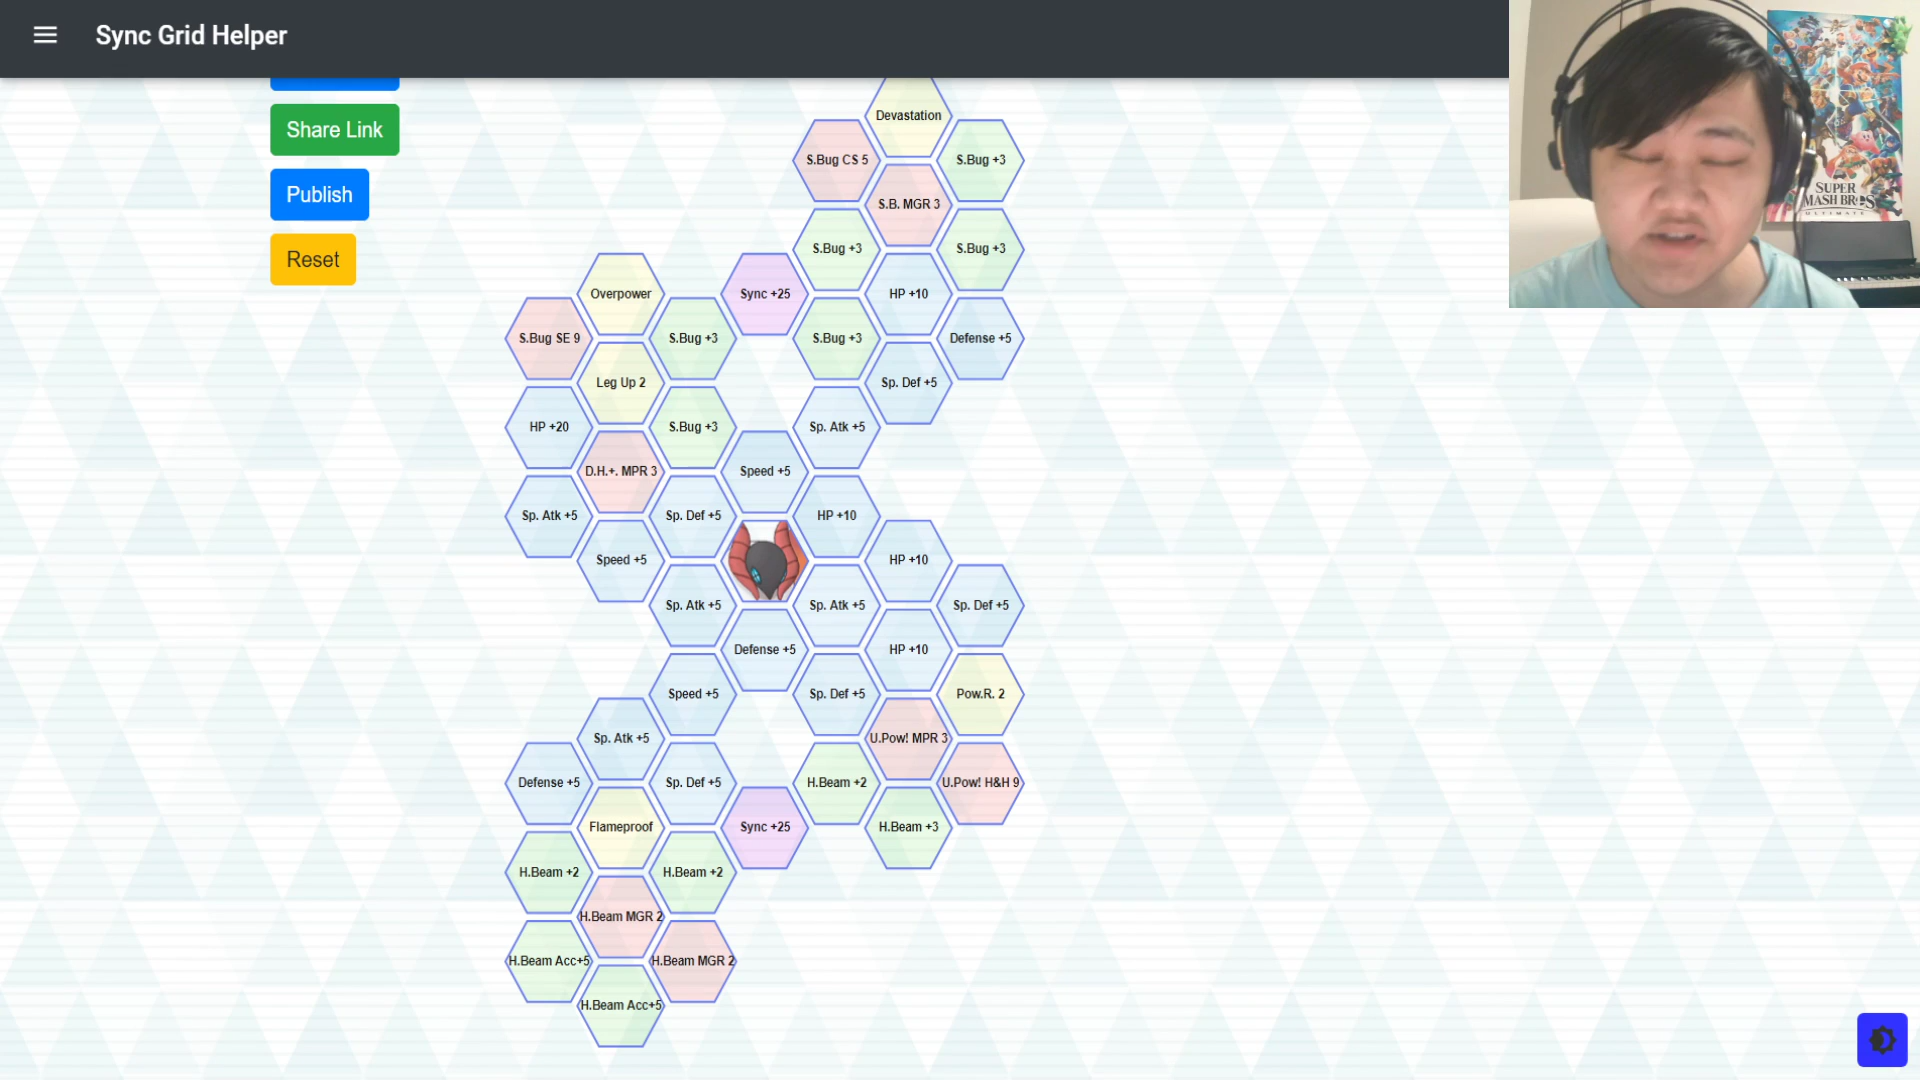 Sync Grid Helper
Share Link
Publish
Reset
Devastation
S.Bug CS 5
S.Bug +3
S.B. MGR 3
S.Bug +3
S.Bug +3
Overpower
Sync +25
HP +10
S.Bug SE 9
S.Bug +3
S.Bug +3
Defense +5
Leg Up 2
Sp. Def +5
HP +20
S.Bug +3
Sp. Atk +5
D.H.+. MPR 3
Speed +5
Sp. Atk +5
Sp. Def +5
HP +10
Speed +5
HP +10
Sp. Atk +5
Sp. Atk +5
Sp. Def +5
Defense +5
HP +10
Speed +5
Sp. Def +5
Pow.R. 2
Sp. Atk +5
U.Pow! MPR 3
Defense +5
Sp. Def +5
H.Beam +2
U.Pow! H&H 9
Flameproof
Sync +25
H.Beam +3
H.Beam +2
H.Beam +2
H.Beam MGR 2
H.Beam Acc+5
H.Beam MGR 2
H.Beam Acc+5
SUPER
SMASH BROS
ULTIMATE